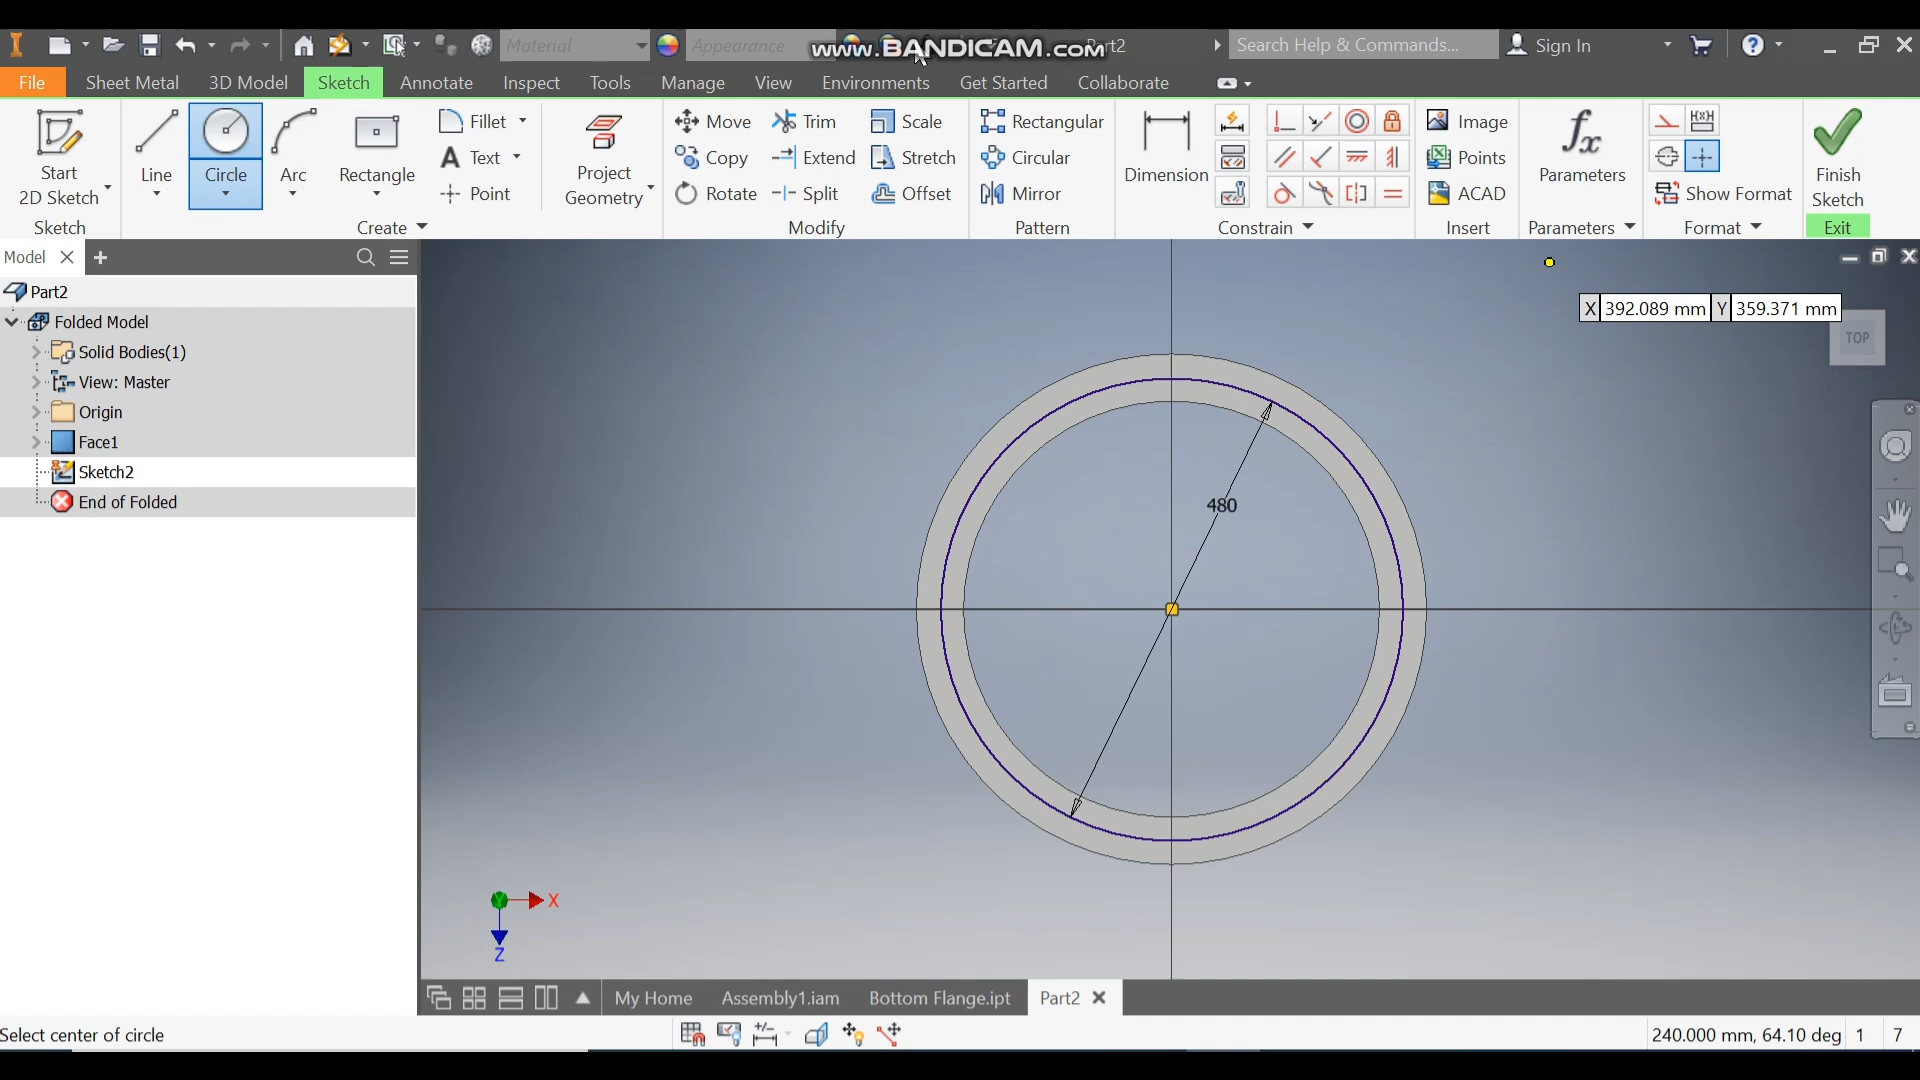 Material
Appearance
www.BANDICAM.com
Part2
Search Help & Commands...
Sign In
File
Sheet Metal
3D Model
Sketch
Annotate
Inspect
Tools
Manage
View
Environments
Get Started
Collaborate
Start
2D Sketch
Line
Circle
Arc
Rectangle
Fillet
Text
Point
Project
Geometry
Move
Copy
Rotate
Trim
Extend
Split
Scale
Stretch
Offset
Rectangular
Circular
Mirror
Dimension
Image
Points
ACAD
Parameters
Show Format
Finish
Sketch
Sketch
Create
Modify
Pattern
Constrain
Insert
Parameters
Format
Exit
Model
Part2
Folded Model
Solid Bodies(1)
View: Master
Origin
Face1
Sketch2
End of Folded
X 392.089 mm Y 359.371 mm
TOP
480
X
Z
My Home
Assembly1.iam
Bottom Flange.ipt
Part2
Select center of circle
240.000 mm, 64.10 deg 1 7